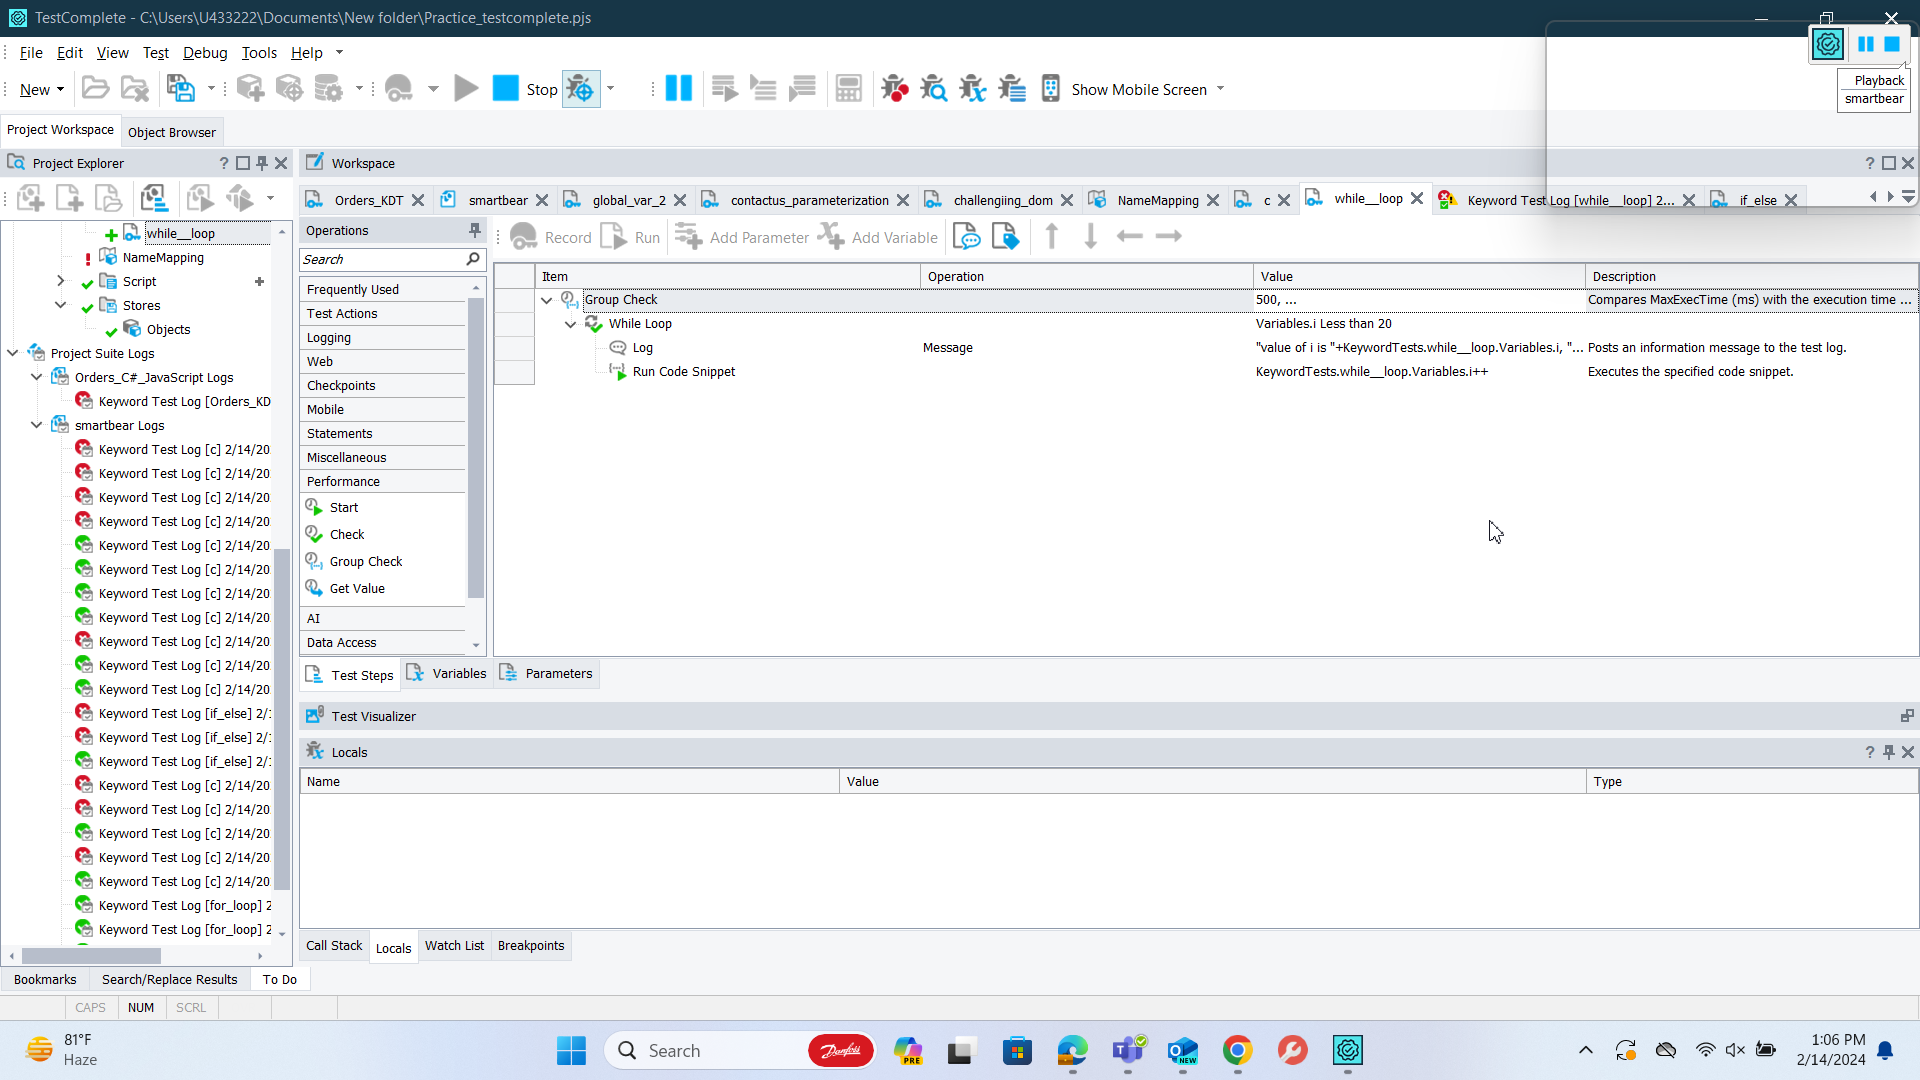 TestComplete - C:\Users\U433222\Documents\New folder\Practice_testcomplete.pjs
File Edit View Test Debug Tools Help
New Stop Show Mobile Screen
Playback
smartbear
Project Workspace Object Browser
Project Explorer
Workspace
Orders_KDT smartbear global_var_2 contactus_parameterization challengiing_dom NameMapping c while__loop Keyword Test Log [while__loop] 2... if_else
Operations
Search
Record Run Add Parameter Add Variable
Frequently Used
Test Actions
Logging
Web
Checkpoints
Mobile
Statements
Miscellaneous
Performance
Start
Check
Group Check
Get Value
AI
Data Access
Item Operation Value Description
Group Check 500, ... Compares MaxExecTime (ms) with the execution time ...
While Loop Variables.i Less than 20
Log Message "value of i is "+KeywordTests.while__loop.Variables.i, "... Posts an information message to the test log.
Run Code Snippet KeywordTests.while__loop.Variables.i++ Executes the specified code snippet.
while__loop
NameMapping
Script
Stores
Objects
Project Suite Logs
Orders_C#_JavaScript Logs
Keyword Test Log [Orders_KD
smartbear Logs
Keyword Test Log [c] 2/14/20
Keyword Test Log [c] 2/14/20
Keyword Test Log [c] 2/14/20
Keyword Test Log [c] 2/14/20
Keyword Test Log [c] 2/14/20
Keyword Test Log [c] 2/14/20
Keyword Test Log [c] 2/14/20
Keyword Test Log [c] 2/14/20
Keyword Test Log [c] 2/14/20
Keyword Test Log [c] 2/14/20
Keyword Test Log [c] 2/14/20
Keyword Test Log [if_else] 2/1
Keyword Test Log [if_else] 2/1
Keyword Test Log [if_else] 2/1
Keyword Test Log [c] 2/14/20
Keyword Test Log [c] 2/14/20
Keyword Test Log [c] 2/14/20
Keyword Test Log [c] 2/14/20
Keyword Test Log [c] 2/14/20
Keyword Test Log [for_loop] 2
Keyword Test Log [for_loop] 2
Test Steps Variables Parameters
Test Visualizer
Locals
Name Value Type
Call Stack Locals Watch List Breakpoints
Bookmarks Search/Replace Results To Do
CAPS NUM SCRL
81°F
Haze
Search
Danfoss
PRE
NEW
1:06 PM
2/14/2024